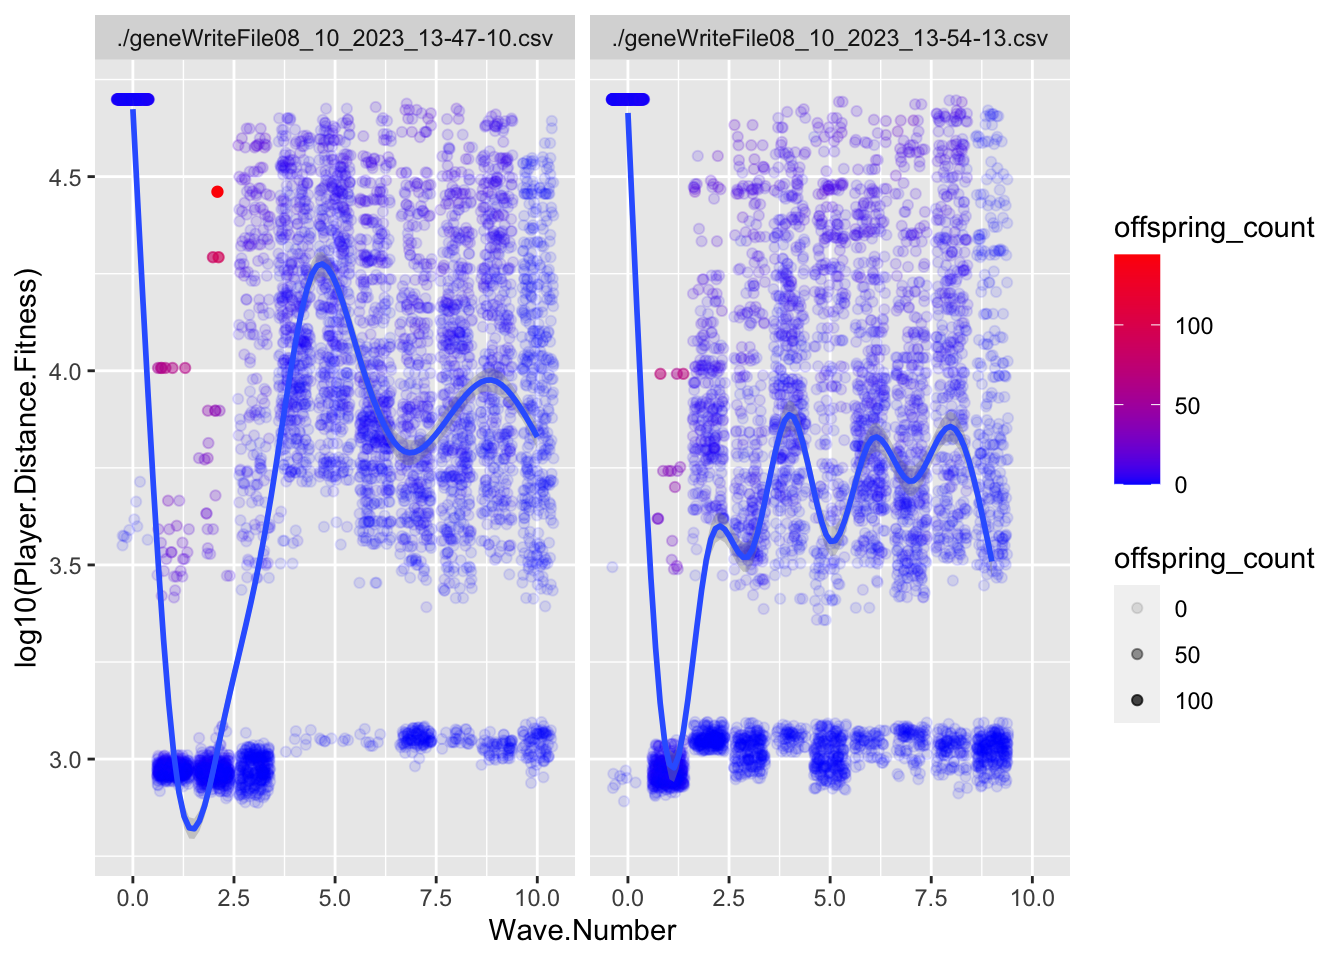 ./geneWriteFile08_10_2023_13-47-10.csv
./geneWriteFile08_10_2023_13-54-13.csv
log10(Player.Distance.Fitness)
4.5
4.0
3.5
3.0
0.0 2.5 5.0 7.5 10.0
0.0 2.5 5.0 7.5 10.0
Wave.Number
offspring_count
100
50
0
offspring_count
0
50
100